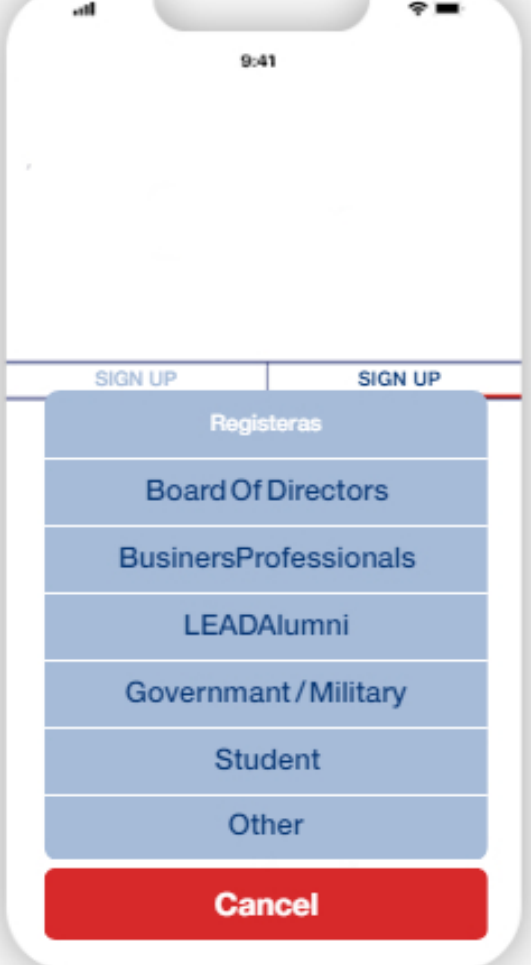 9:41
SIGN UP SIGN UP
Registeras
Board Of Directors
BusinersProfessionals
LEADAlumni
Governmant / Military
Student
Other
Cancel